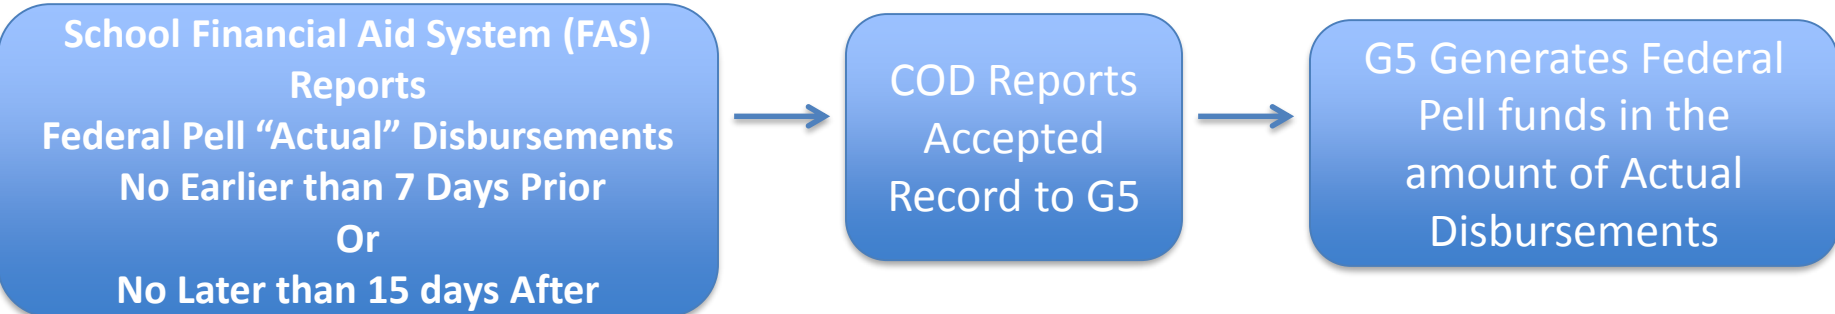 School Financial Aid System (FAS)
Reports
Federal Pell “Actual” Disbursements
No Earlier than 7 Days Prior
Or
No Later than 15 days After
COD Reports
Accepted
Record to G5
G5 Generates Federal
Pell funds in the
amount of Actual
Disbursements